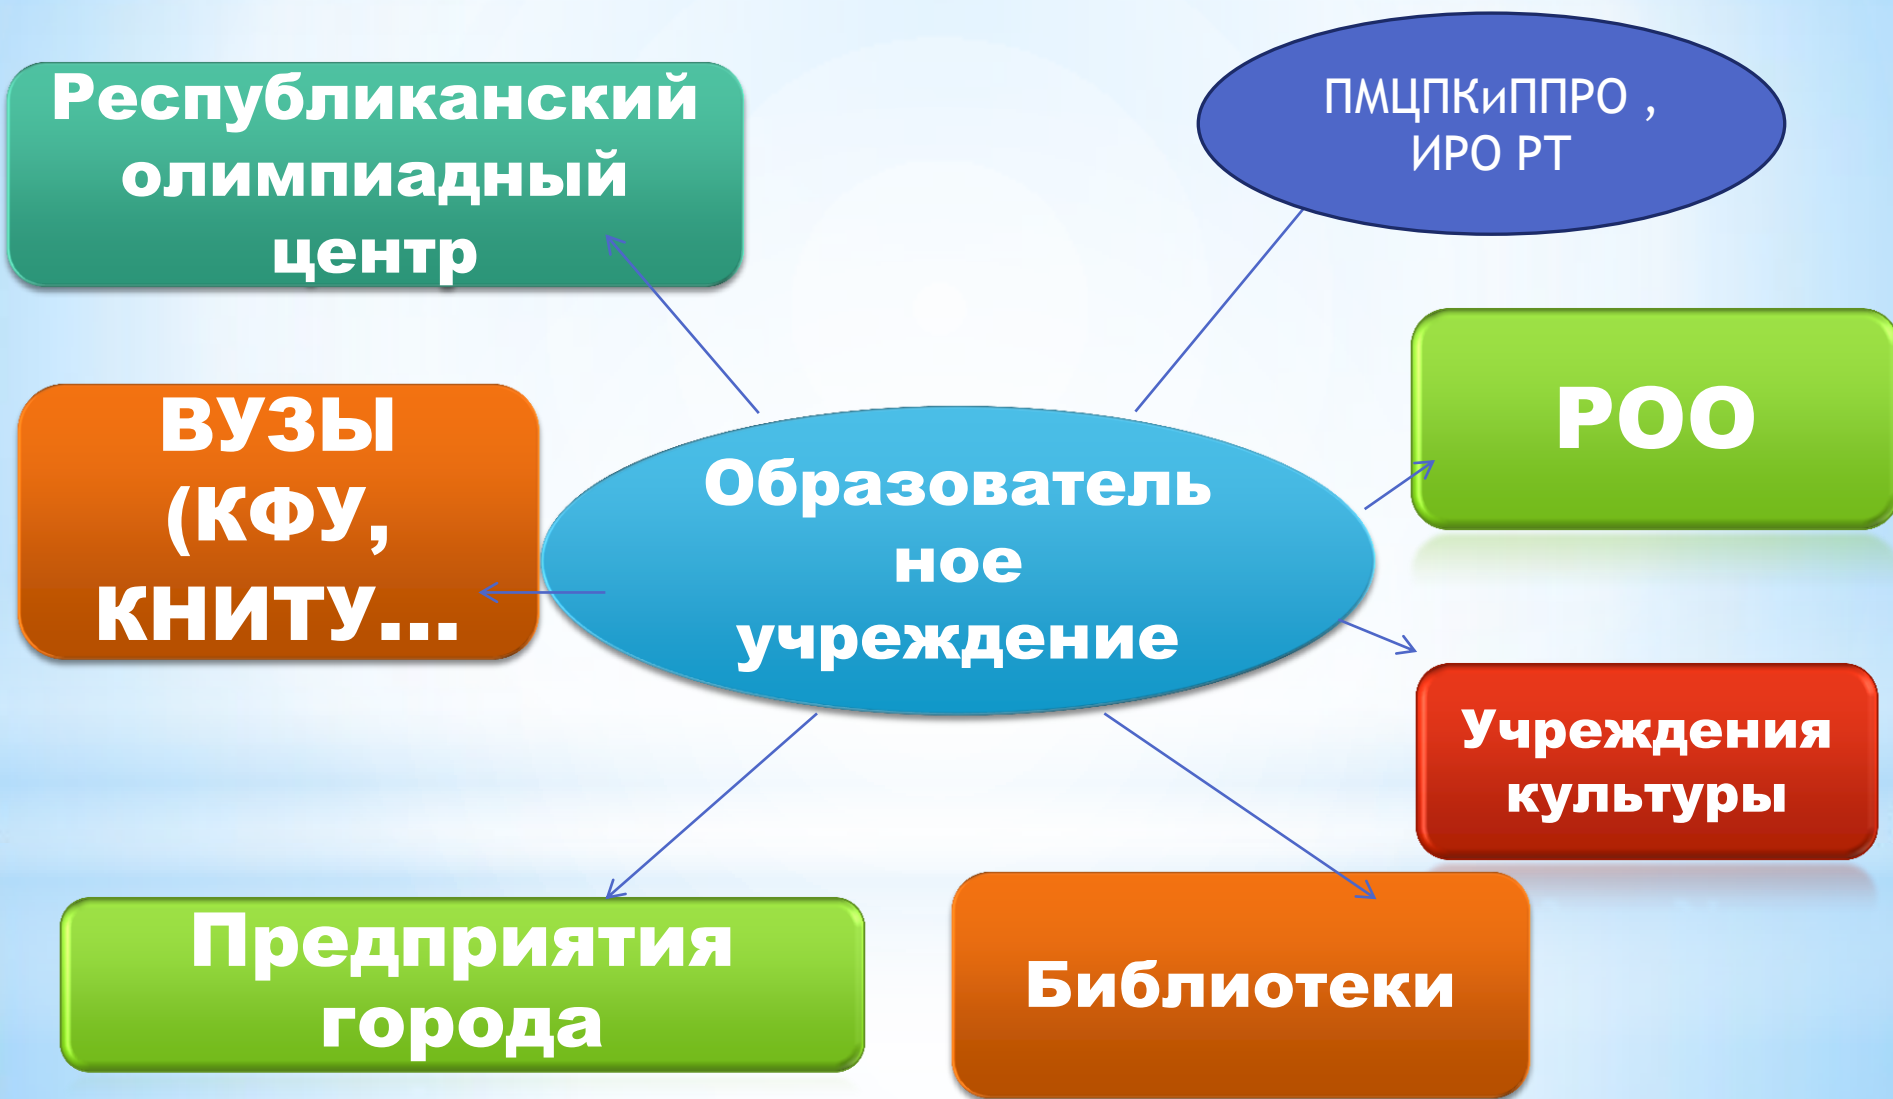 Республиканский
олимпиадный
центр
ПМЦПКиППРО ,
ИРО РТ
РОО
ВУЗЫ
(КФУ,
КНИТУ...
Образователь
ное
учреждение
Учреждения
культуры
Предприятия
города
Библиотеки